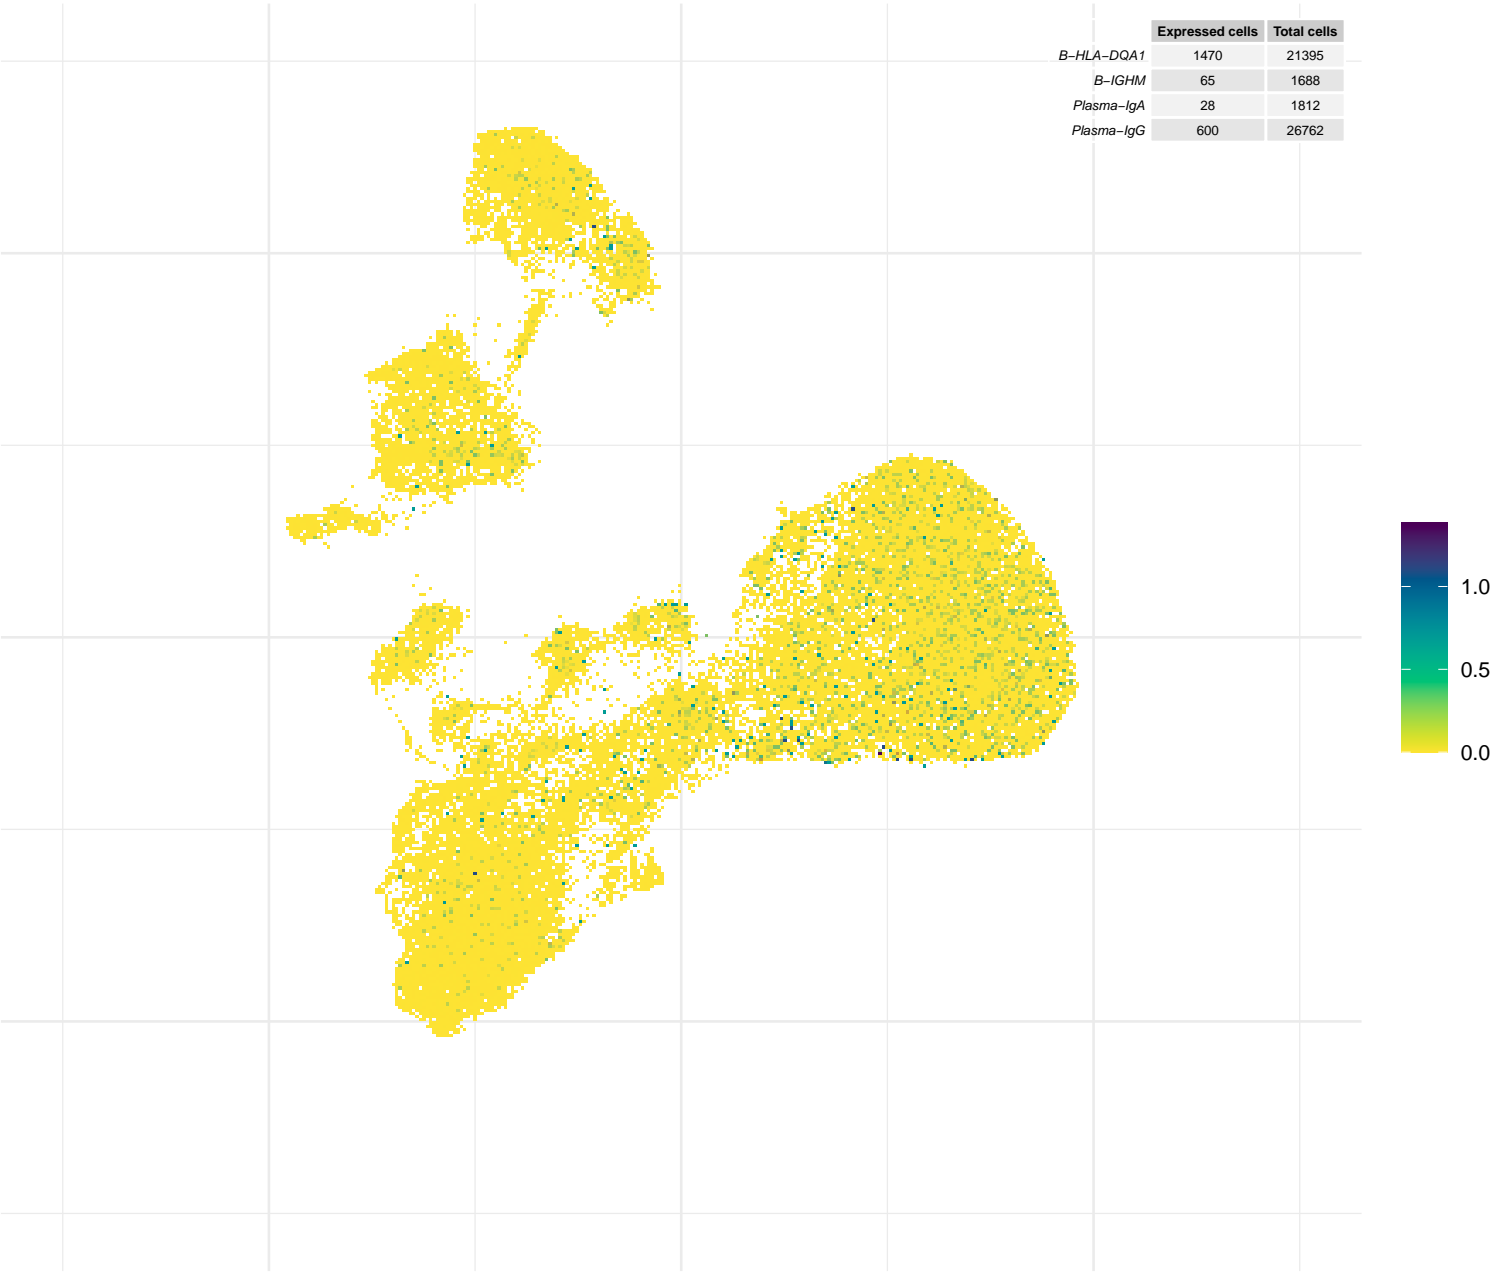 Expressed cells Total cells
B−HLA−DQA1 1470 21395
B−IGHM 65 1688
Plasma−IgA 28 1812
Plasma−IgG 600 26762
1.0
0.5
0.0